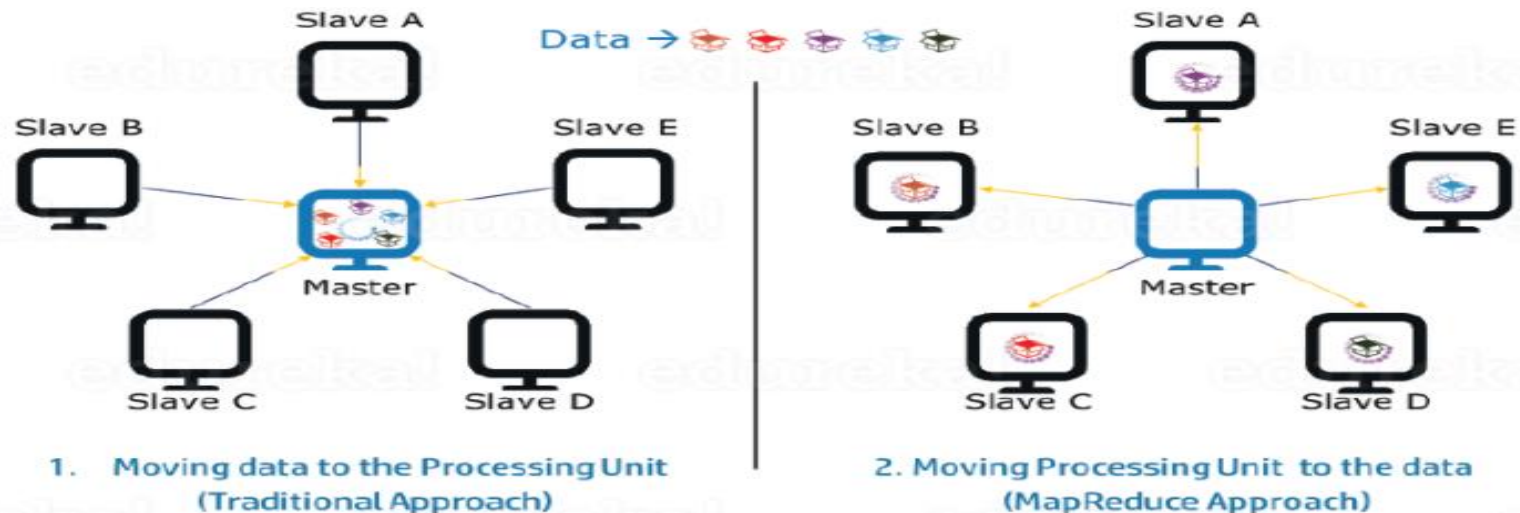 Data →
Slave A
Slave B
Slave E
Master
Slave C
Slave D
1. Moving data to the Processing Unit
(Traditional Approach)
Slave A
Slave B
Slave E
Master
Slave C
Slave D
2. Moving Processing Unit to the data
(MapReduce Approach)